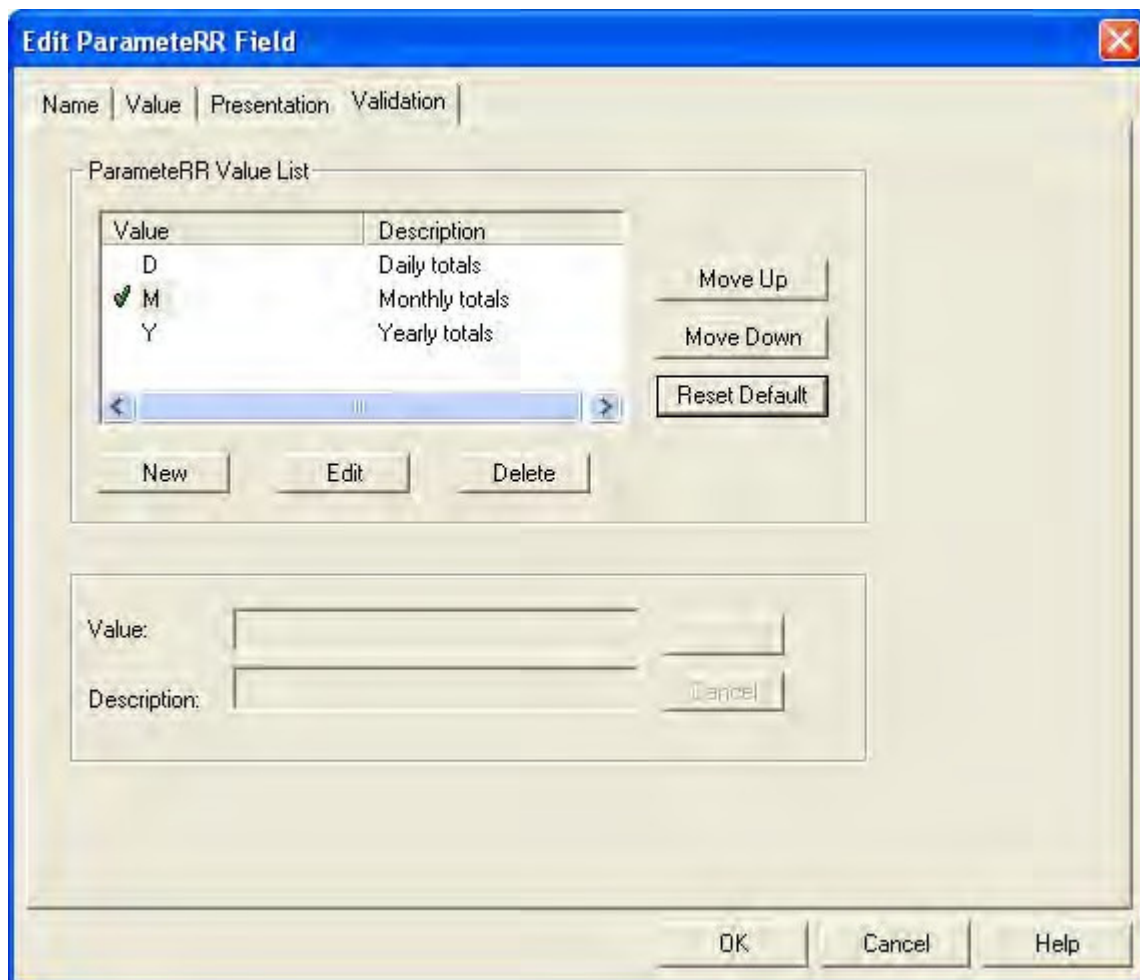 Edit ParameteRR Field
Name Value Presentation Validation
ParameteRR Value List
Value Description
D Daily totals
M Monthly totals
Y Yearly totals
Move Up
Move Down
Reset Default
New Edit Delete
Value:
Description:
Cancel
OK Cancel Help